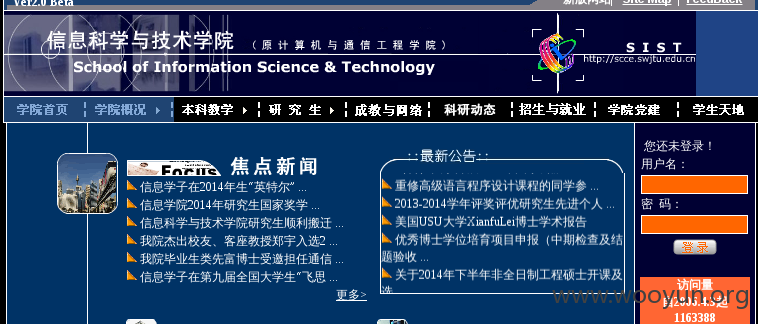 Ver2.0 Beta
新版网站| Site Map | FeedBack
信息科学与技术学院 （原计算机与通信工程学院）
School of Information Science & Technology
SIST
http://scce.swjtu.edu.cn
学院首页 学院概况 本科教学 研究生 成教与网络 科研动态 招生与就业 学院党建 学生天地
Focus 焦点新闻
信息学子在2014年生“英特尔” ...
信息学院2014年研究生国家奖学 ...
信息科学与技术学院研究生顺利搬迁 ...
我院杰出校友、客座教授郑宇入选2 ...
我院毕业生类先富博士受邀担任通信 ...
信息学子在第九届全国大学生“飞思 ...
更多>
::最新公告::
重修高级语言程序设计课程的同学参 ...
2013-2014学年评奖评优研究生先进个人 ...
美国USU大学XianfuLei博士学术报告
优秀博士学位培育项目申报（中期检查及结
题验收 ...
关于2014年下半年非全日制工程硕士开课及
选
您还未登录！
用户名：
密 码：
登录
访问量
自2006.4.3起
1163388
www.wooyun.org